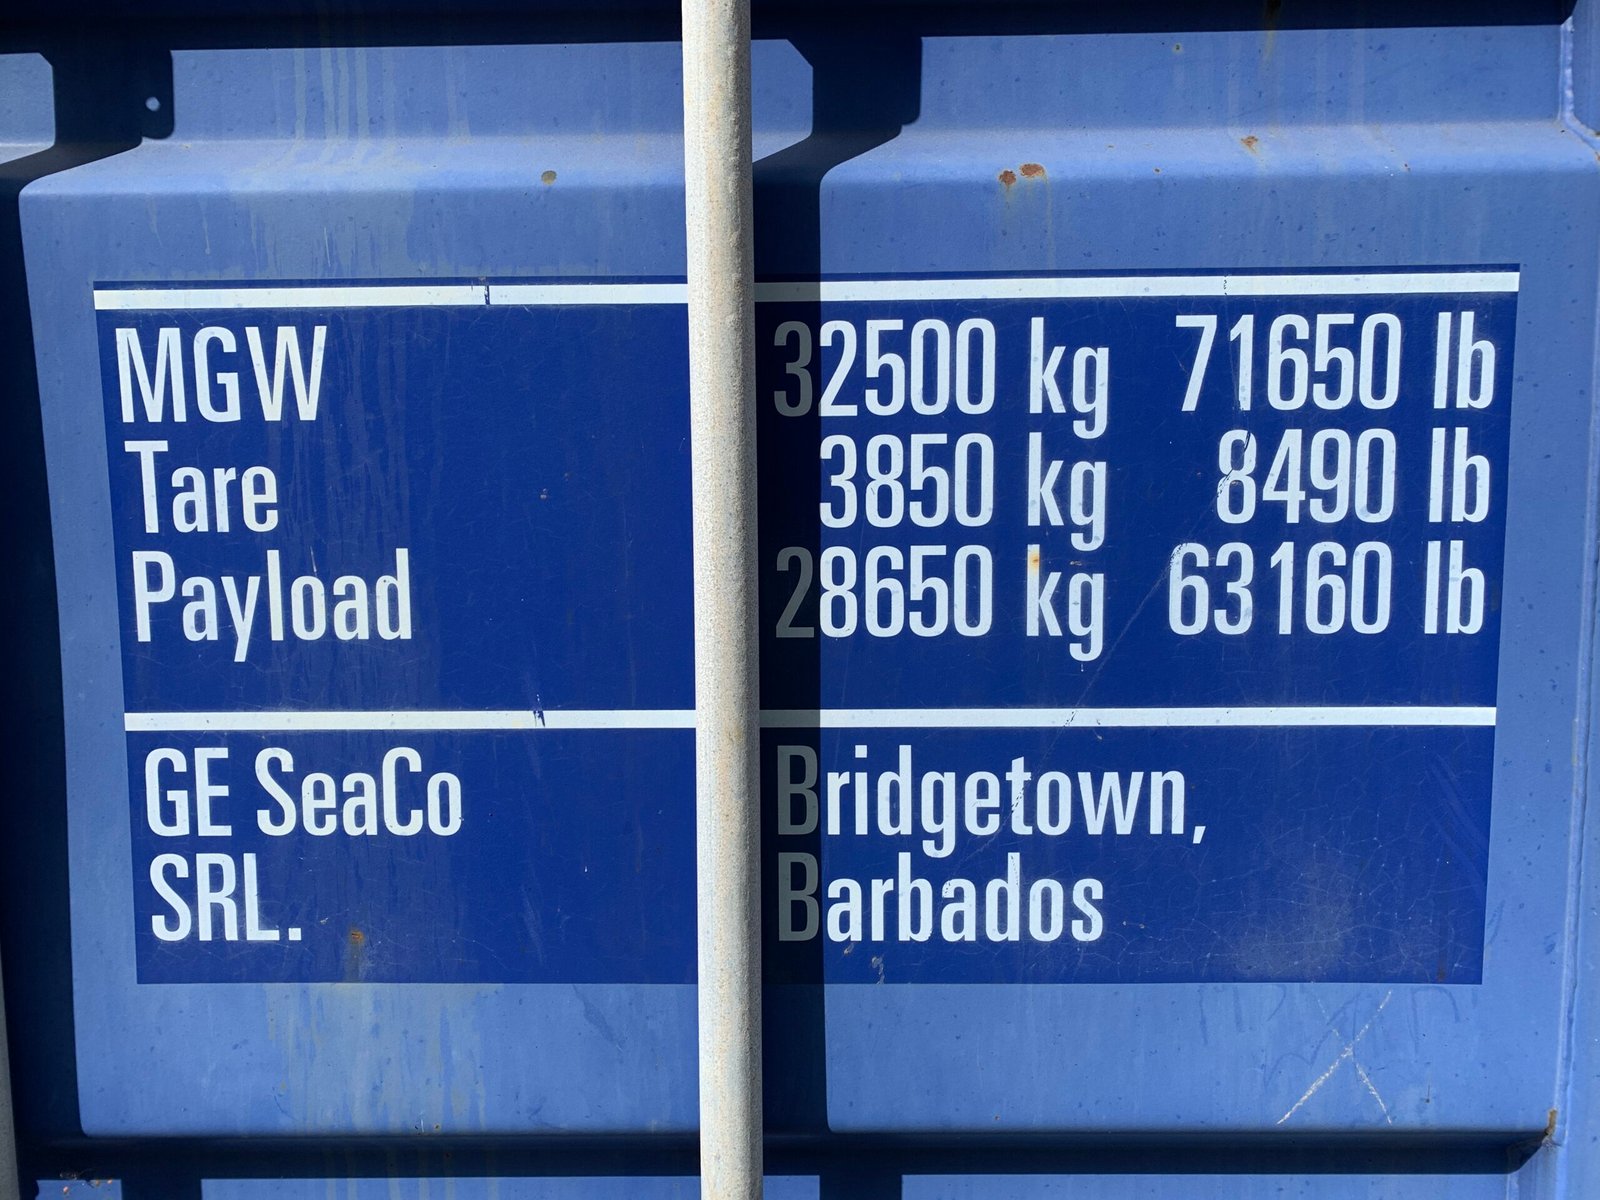 MGW 32500 kg 71650 lb
Tare 3850 kg 8490 lb
Payload 28650 kg 63160 lb
GE SeaCo Bridgetown,
SRL. Barbados